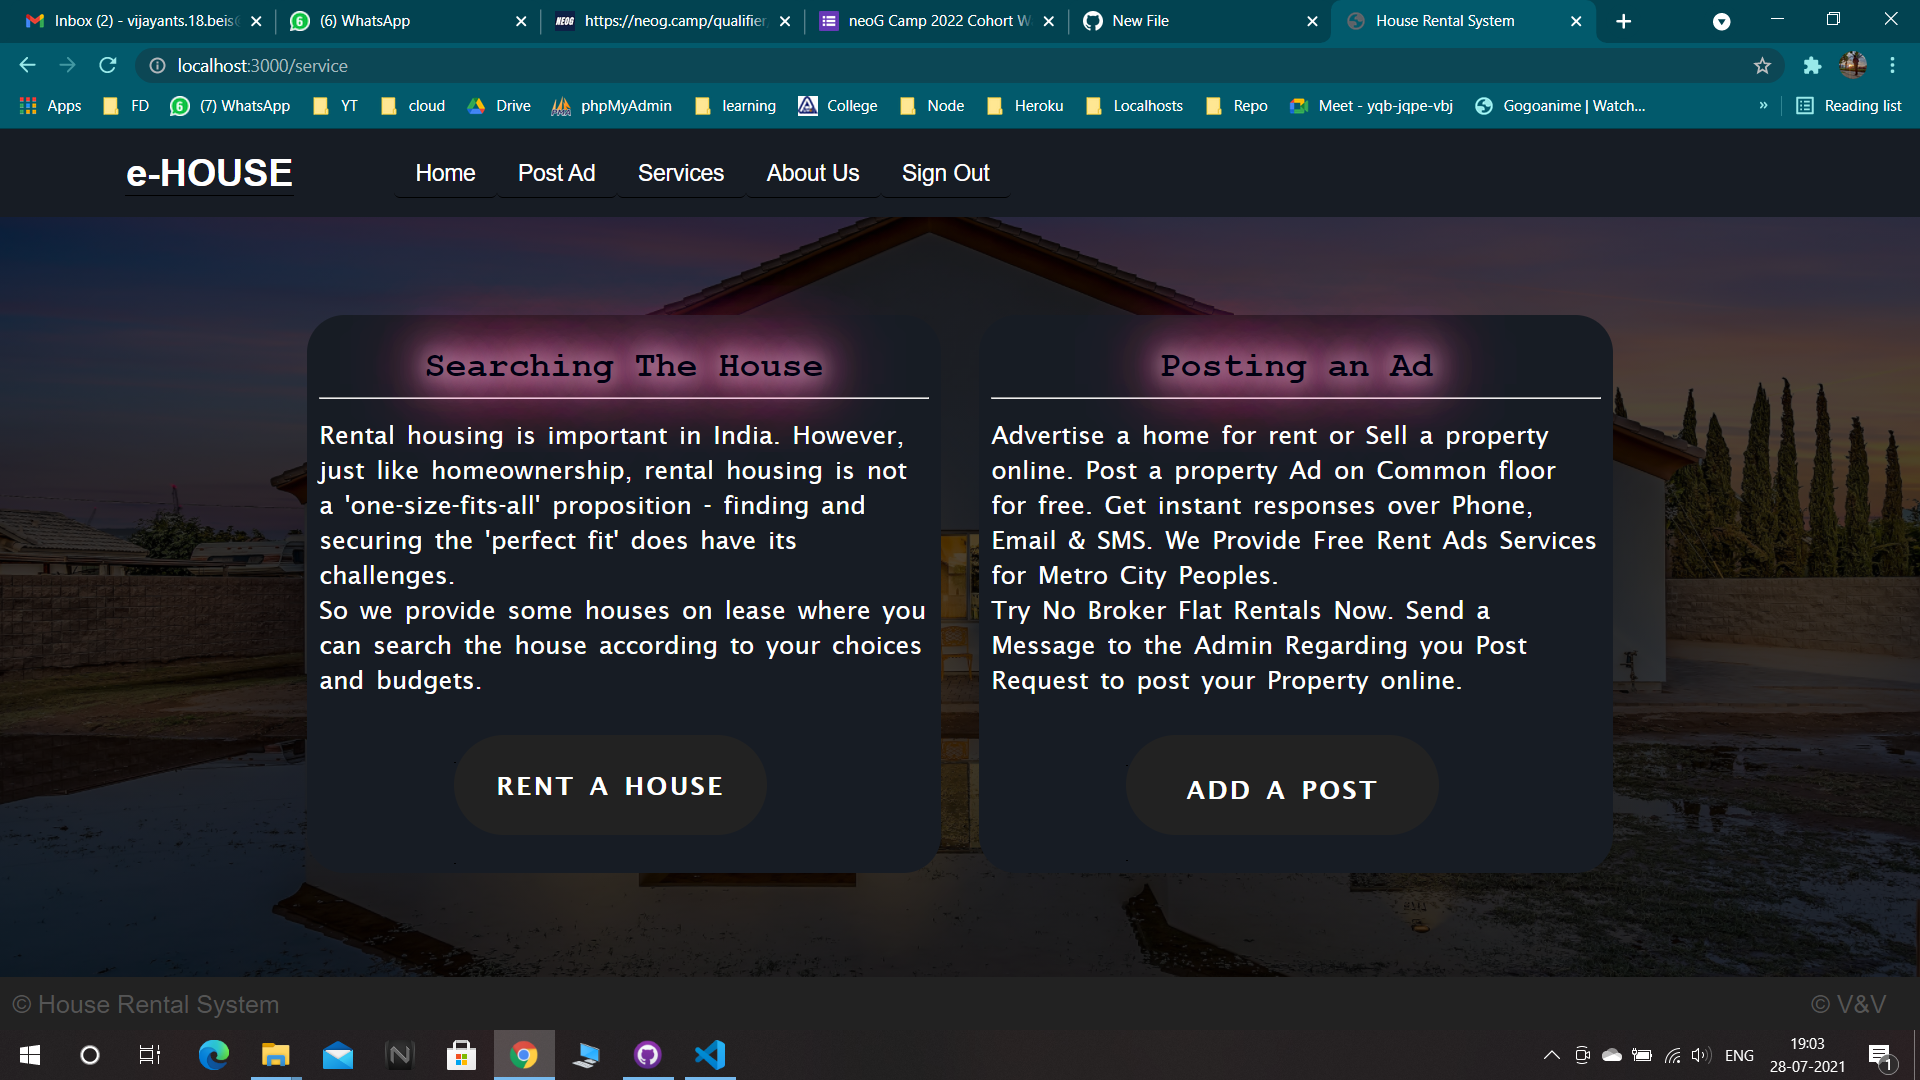 Inbox (2) - vijayants.18.beis@
(6) WhatsApp
https://neog.camp/qualifier,
neoG Camp 2022 Cohort W
New File
House Rental System
localhost:3000/service
Apps
FD
(7) WhatsApp
YT
cloud
Drive
phpMyAdmin
learning
College
Node
Heroku
Localhosts
Repo
Meet - yqb-jqpe-vbj
Gogoanime | Watch...
»
Reading list
e-HOUSE
Home
Post Ad
Services
About Us
Sign Out
Searching The House
Rental housing is important in India. However,
just like homeownership, rental housing is not
a 'one-size-fits-all' proposition - finding and
securing the 'perfect fit' does have its
challenges.
So we provide some houses on lease where you
can search the house according to your choices
and budgets.
RENT A HOUSE
Posting an Ad
Advertise a home for rent or Sell a property
online. Post a property Ad on Common floor
for free. Get instant responses over Phone,
Email & SMS. We Provide Free Rent Ads Services
for Metro City Peoples.
Try No Broker Flat Rentals Now. Send a
Message to the Admin Regarding you Post
Request to post your Property online.
ADD A POST
© House Rental System
© V&V
ENG
19:03
28-07-2021
1